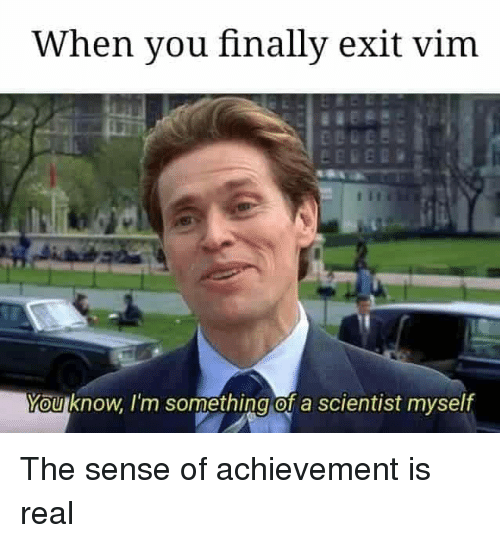 When you finally exit vim
You know, I'm something of a scientist myself
The sense of achievement is
real